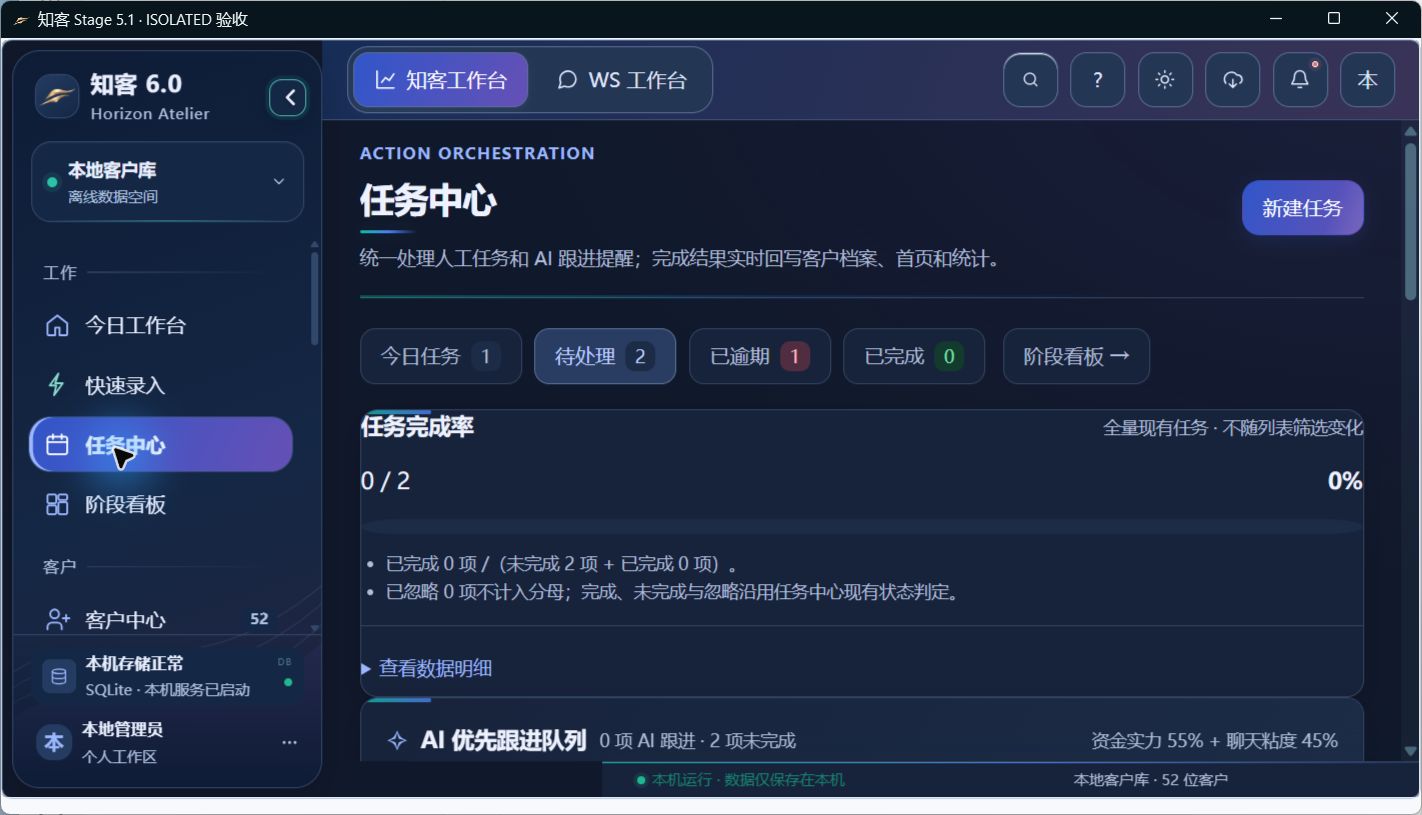 知客 Stage 5.1 · ISOLATED 验收
知客 6.0
Horizon Atelier
本地客户库
离线数据空间
工作
今日工作台
快速录入
任务中心
阶段看板
客户
客户中心 52
本机存储正常 DB
SQLite · 本机服务已启动
本
本地管理员
个人工作区
知客工作台
WS 工作台
?
本
ACTION ORCHESTRATION
任务中心
新建任务
统一处理人工任务和 AI 跟进提醒；完成结果实时回写客户档案、首页和统计。
今日任务 1 待处理 2 已逾期 1 已完成 0 阶段看板 →
任务完成率 全量现有任务 · 不随列表筛选变化
0 / 2 0%
• 已完成 0 项 /（未完成 2 项 + 已完成 0 项）。
• 已忽略 0 项不计入分母；完成、未完成与忽略沿用任务中心现有状态判定。
▶ 查看数据明细
AI 优先跟进队列 0 项 AI 跟进 · 2 项未完成 资金实力 55% + 聊天粘度 45%
本机运行 · 数据仅保存在本机 本地客户库 · 52 位客户